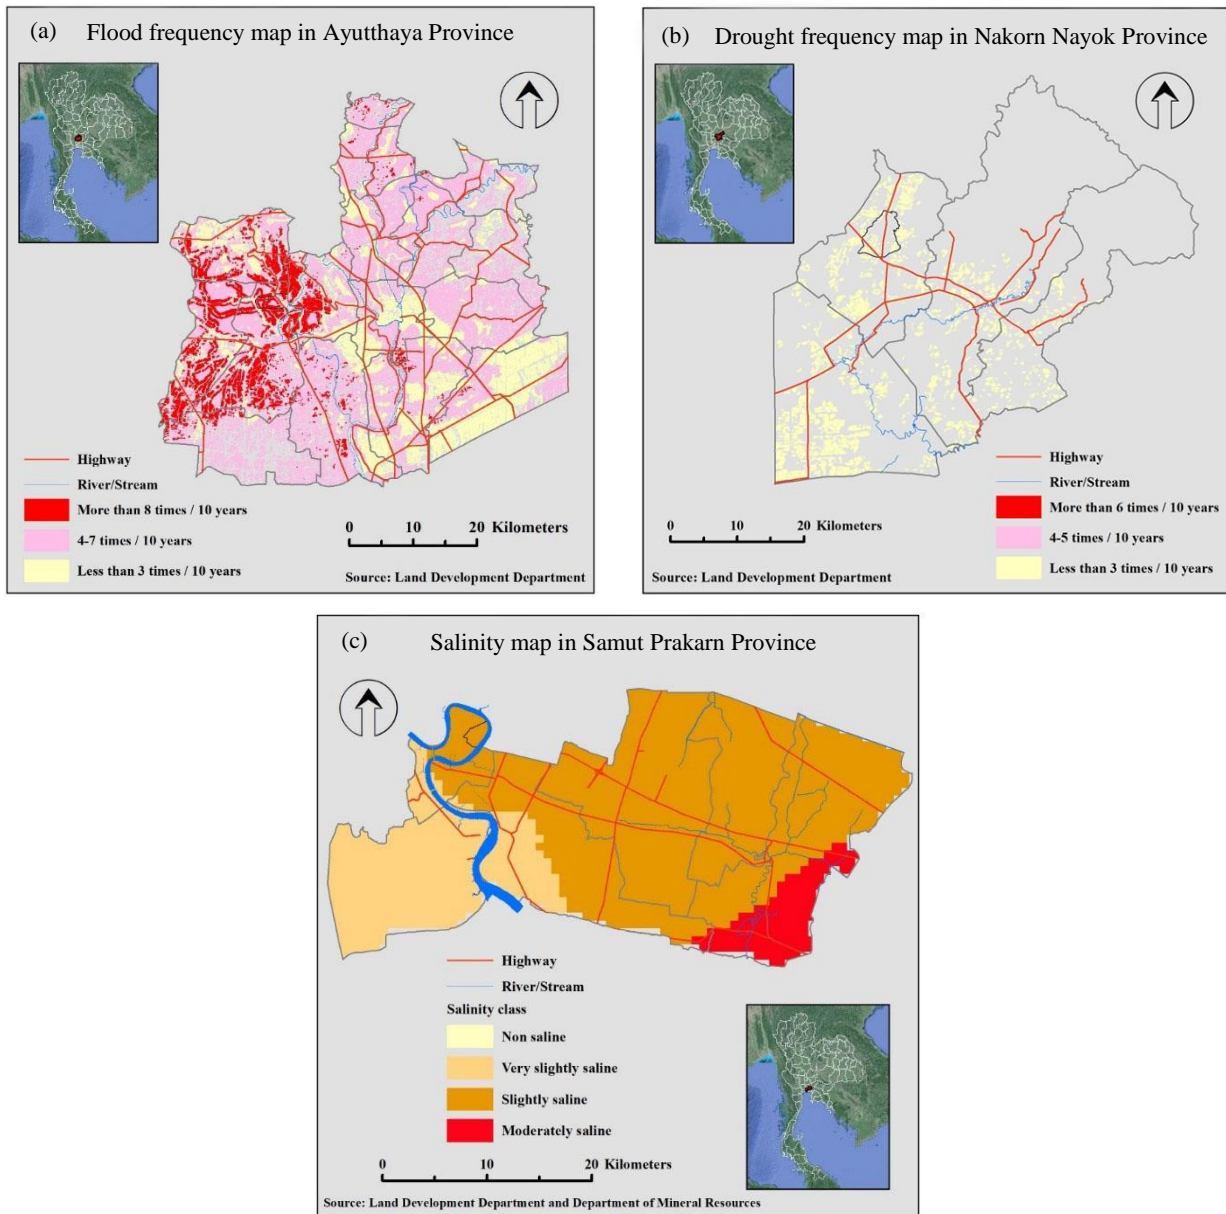 (a) Flood frequency map in Ayutthaya Province
Highway
River/Stream
More than 8 times / 10 years
4-7 times / 10 years
Less than 3 times / 10 years
0 10 20 Kilometers
Source: Land Development Department
(b) Drought frequency map in Nakorn Nayok Province
Highway
River/Stream
More than 6 times / 10 years
4-5 times / 10 years
Less than 3 times / 10 years
0 10 20 Kilometers
Source: Land Development Department
(c) Salinity map in Samut Prakarn Province
Highway
River/Stream
Salinity class
Non saline
Very slightly saline
Slightly saline
Moderately saline
0 10 20 Kilometers
Source: Land Development Department and Department of Mineral Resources